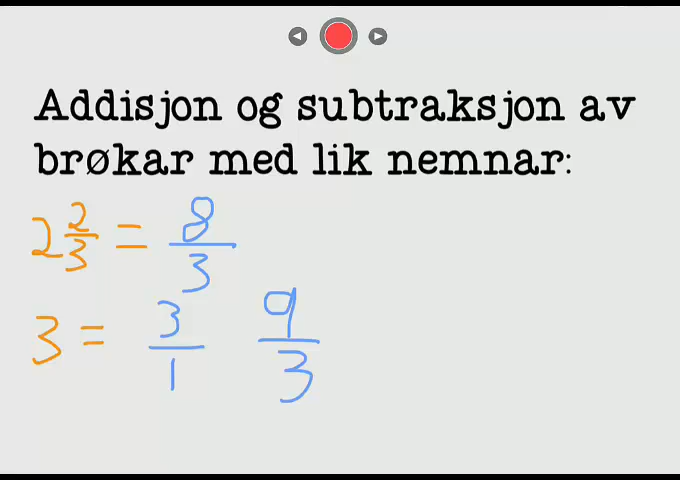 Addisjon og subtraksjon av
brøkar med lik nemnar:
2 2/3 = 8/3
3 = 3/1 9/3